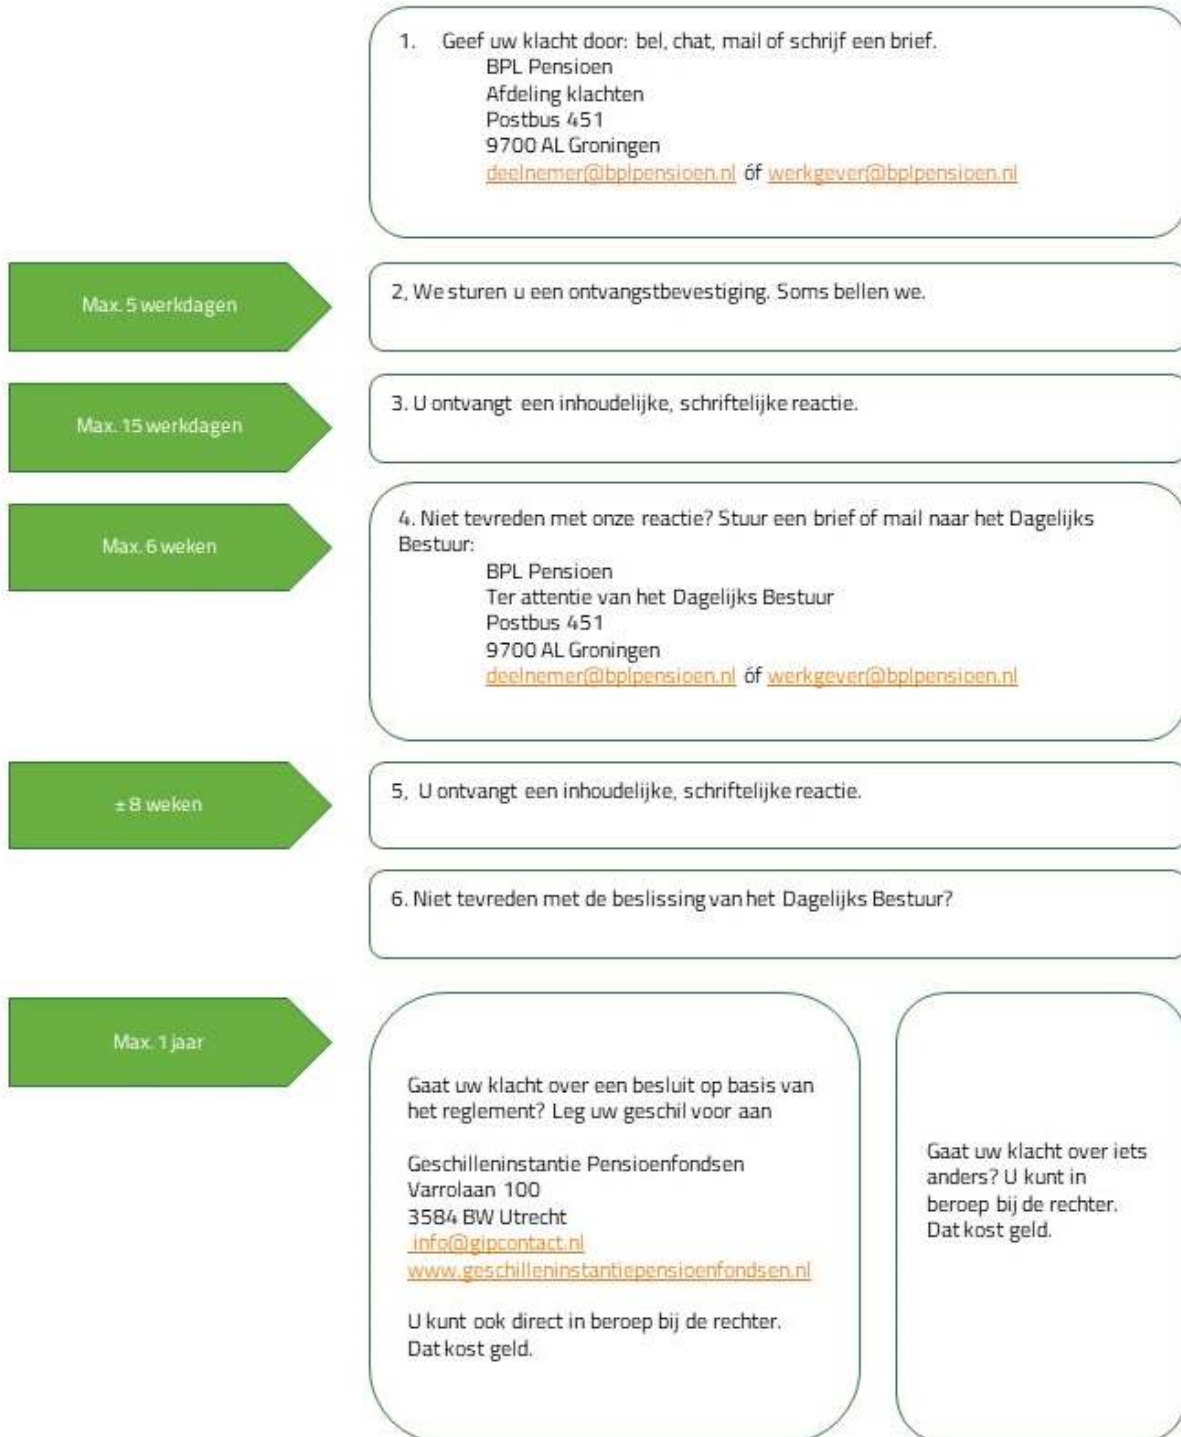 1. Geef uw klacht door: bel, chat, mail of schrijf een brief.
BPL Pensioen
Afdeling klachten
Postbus 451
9700 AL Groningen
deelnemer@bplpensioen.nl óf werkgever@bplpensioen.nl
Max. 5 werkdagen
2, We sturen u een ontvangstbevestiging. Soms bellen we.
Max. 15 werkdagen
3. U ontvangt een inhoudelijke, schriftelijke reactie.
Max. 6 weken
4. Niet tevreden met onze reactie? Stuur een brief of mail naar het Dagelijks
Bestuur:
BPL Pensioen
Ter attentie van het Dagelijks Bestuur
Postbus 451
9700 AL Groningen
deelnemer@bplpensioen.nl óf werkgever@bplpensioen.nl
± 8 weken
5, U ontvangt een inhoudelijke, schriftelijke reactie.
6. Niet tevreden met de beslissing van het Dagelijks Bestuur?
Max. 1 jaar
Gaat uw klacht over een besluit op basis van
het reglement? Leg uw geschil voor aan
Geschilleninstantie Pensioenfondsen
Varrolaan 100
3584 BW Utrecht
info@gipcontact.nl
www.geschilleninstantiepensioenfondsen.nl
U kunt ook direct in beroep bij de rechter.
Dat kost geld.
Gaat uw klacht over iets
anders? U kunt in
beroep bij de rechter.
Dat kost geld.